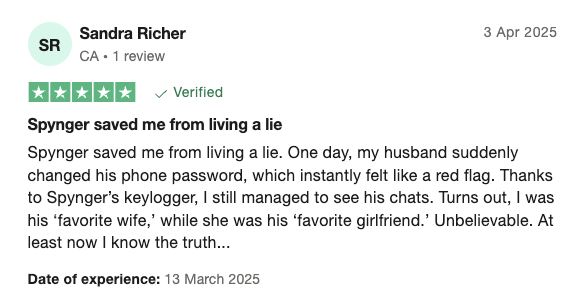 SR
Sandra Richer
3 Apr 2025
CA • 1 review
Verified
Spynger saved me from living a lie
Spynger saved me from living a lie. One day, my husband suddenly
changed his phone password, which instantly felt like a red flag. Thanks
to Spynger’s keylogger, I still managed to see his chats. Turns out, I was
his ‘favorite wife,’ while she was his ‘favorite girlfriend.’ Unbelievable. At
least now I know the truth...
Date of experience: 13 March 2025